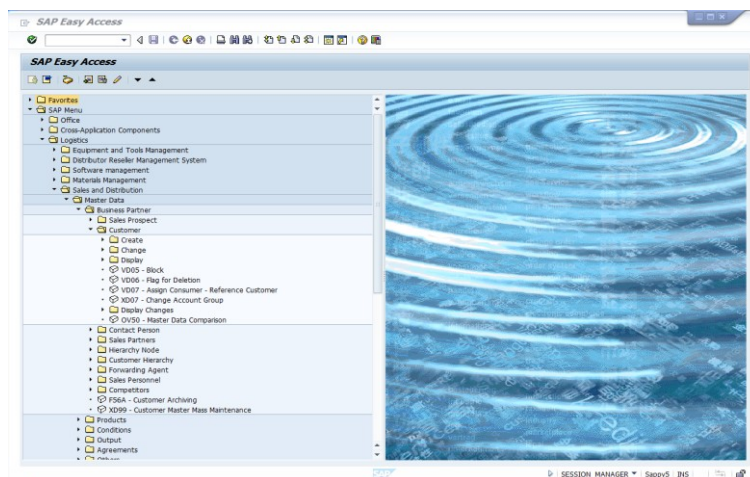 SAP Easy Access
SAP Easy Access
Favorites
SAP Menu
Office
Cross-Application Components
Logistics
Equipment and Tools Management
Distributor Reseller Management System
Software management
Materials Management
Sales and Distribution
Master Data
Business Partner
Sales Prospect
Customer
Create
Change
Display
VD05 - Block
VD06 - Flag for Deletion
VD07 - Assign Consumer - Reference Customer
XD07 - Change Account Group
Display Changes
OV50 - Master Data Comparison
Contact Person
Sales Partners
Hierarchy Node
Customer Hierarchy
Forwarding Agent
Sales Personnel
Competitors
F56A - Customer Archiving
XD99 - Customer Master Mass Maintenance
Products
Conditions
Output
Agreements
Others
SAP
SESSION_MANAGER Sappy5 INS